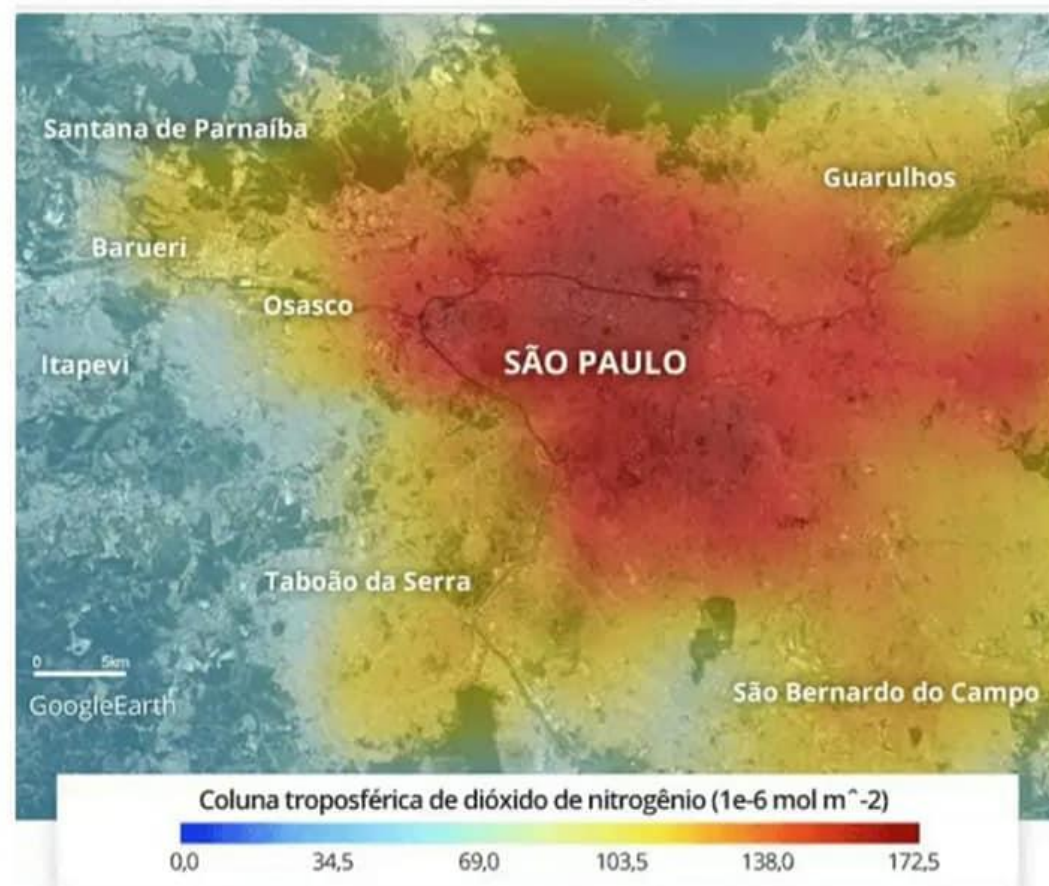 Santana de Parnaíba
Guarulhos
Barueri
Osasco
Itapevi
SÃO PAULO
Taboão da Serra
0 5km
GoogleEarth
São Bernardo do Campo
Coluna troposférica de dióxido de nitrogênio (1e-6 mol m^-2)
0,0 34,5 69,0 103,5 138,0 172,5